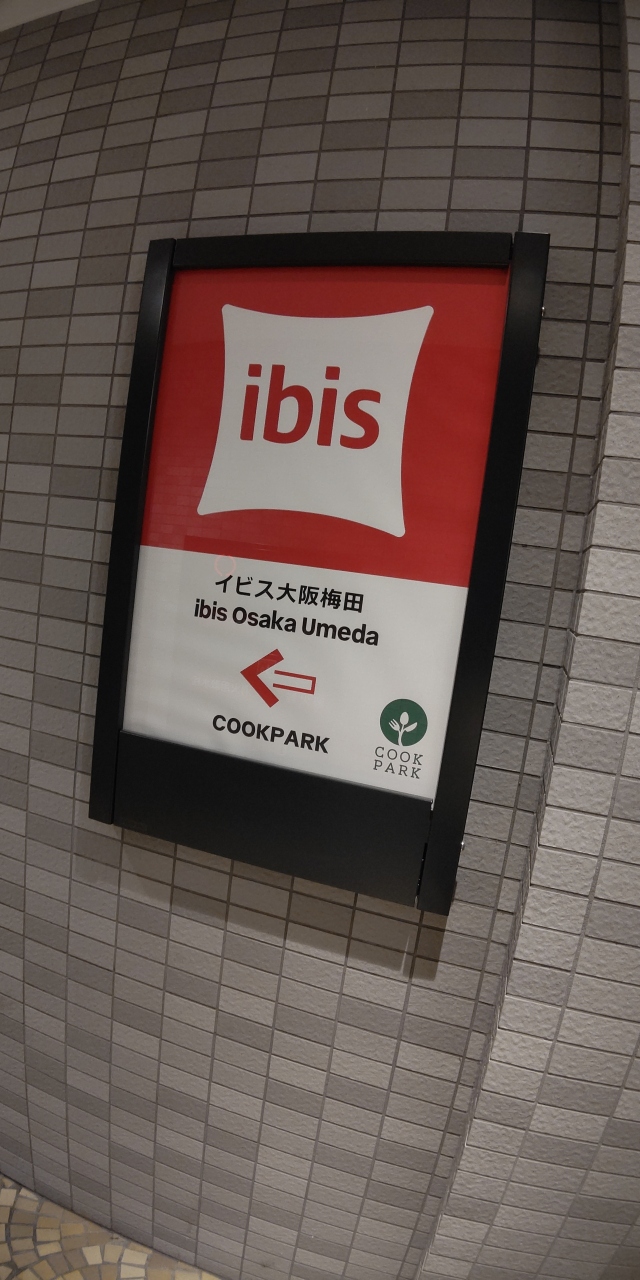 ibis
イビス大阪梅田
ibis Osaka Umeda
COOKPARK
COOK
PARK